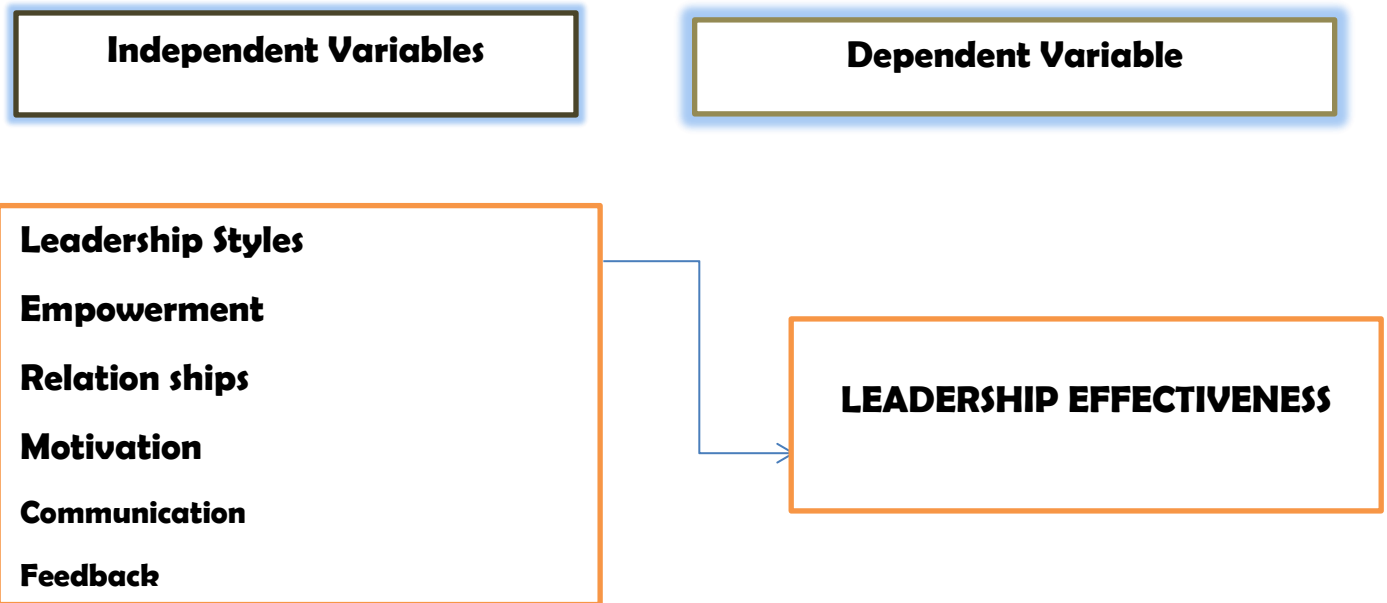 Independent Variables
Dependent Variable
Leadership Styles
Empowerment
Relation ships
Motivation
Communication
Feedback
LEADERSHIP EFFECTIVENESS